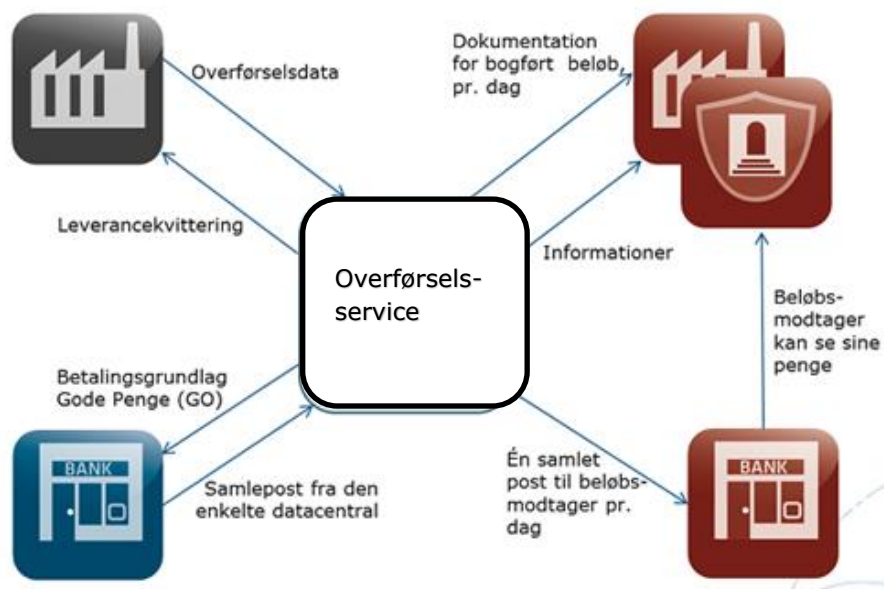 Overførselsdata
Dokumentation
for bogført beløb
pr. dag
Leverancekvittering
Informationer
Overførsels-
service
Beløbs-
modtager
kan se sine
penge
Betalingsgrundlag
Gode Penge (GO)
BANK
Samlepost fra den
enkelte datacentral
Én samlet
post til beløbs-
modtager pr.
dag
BANK